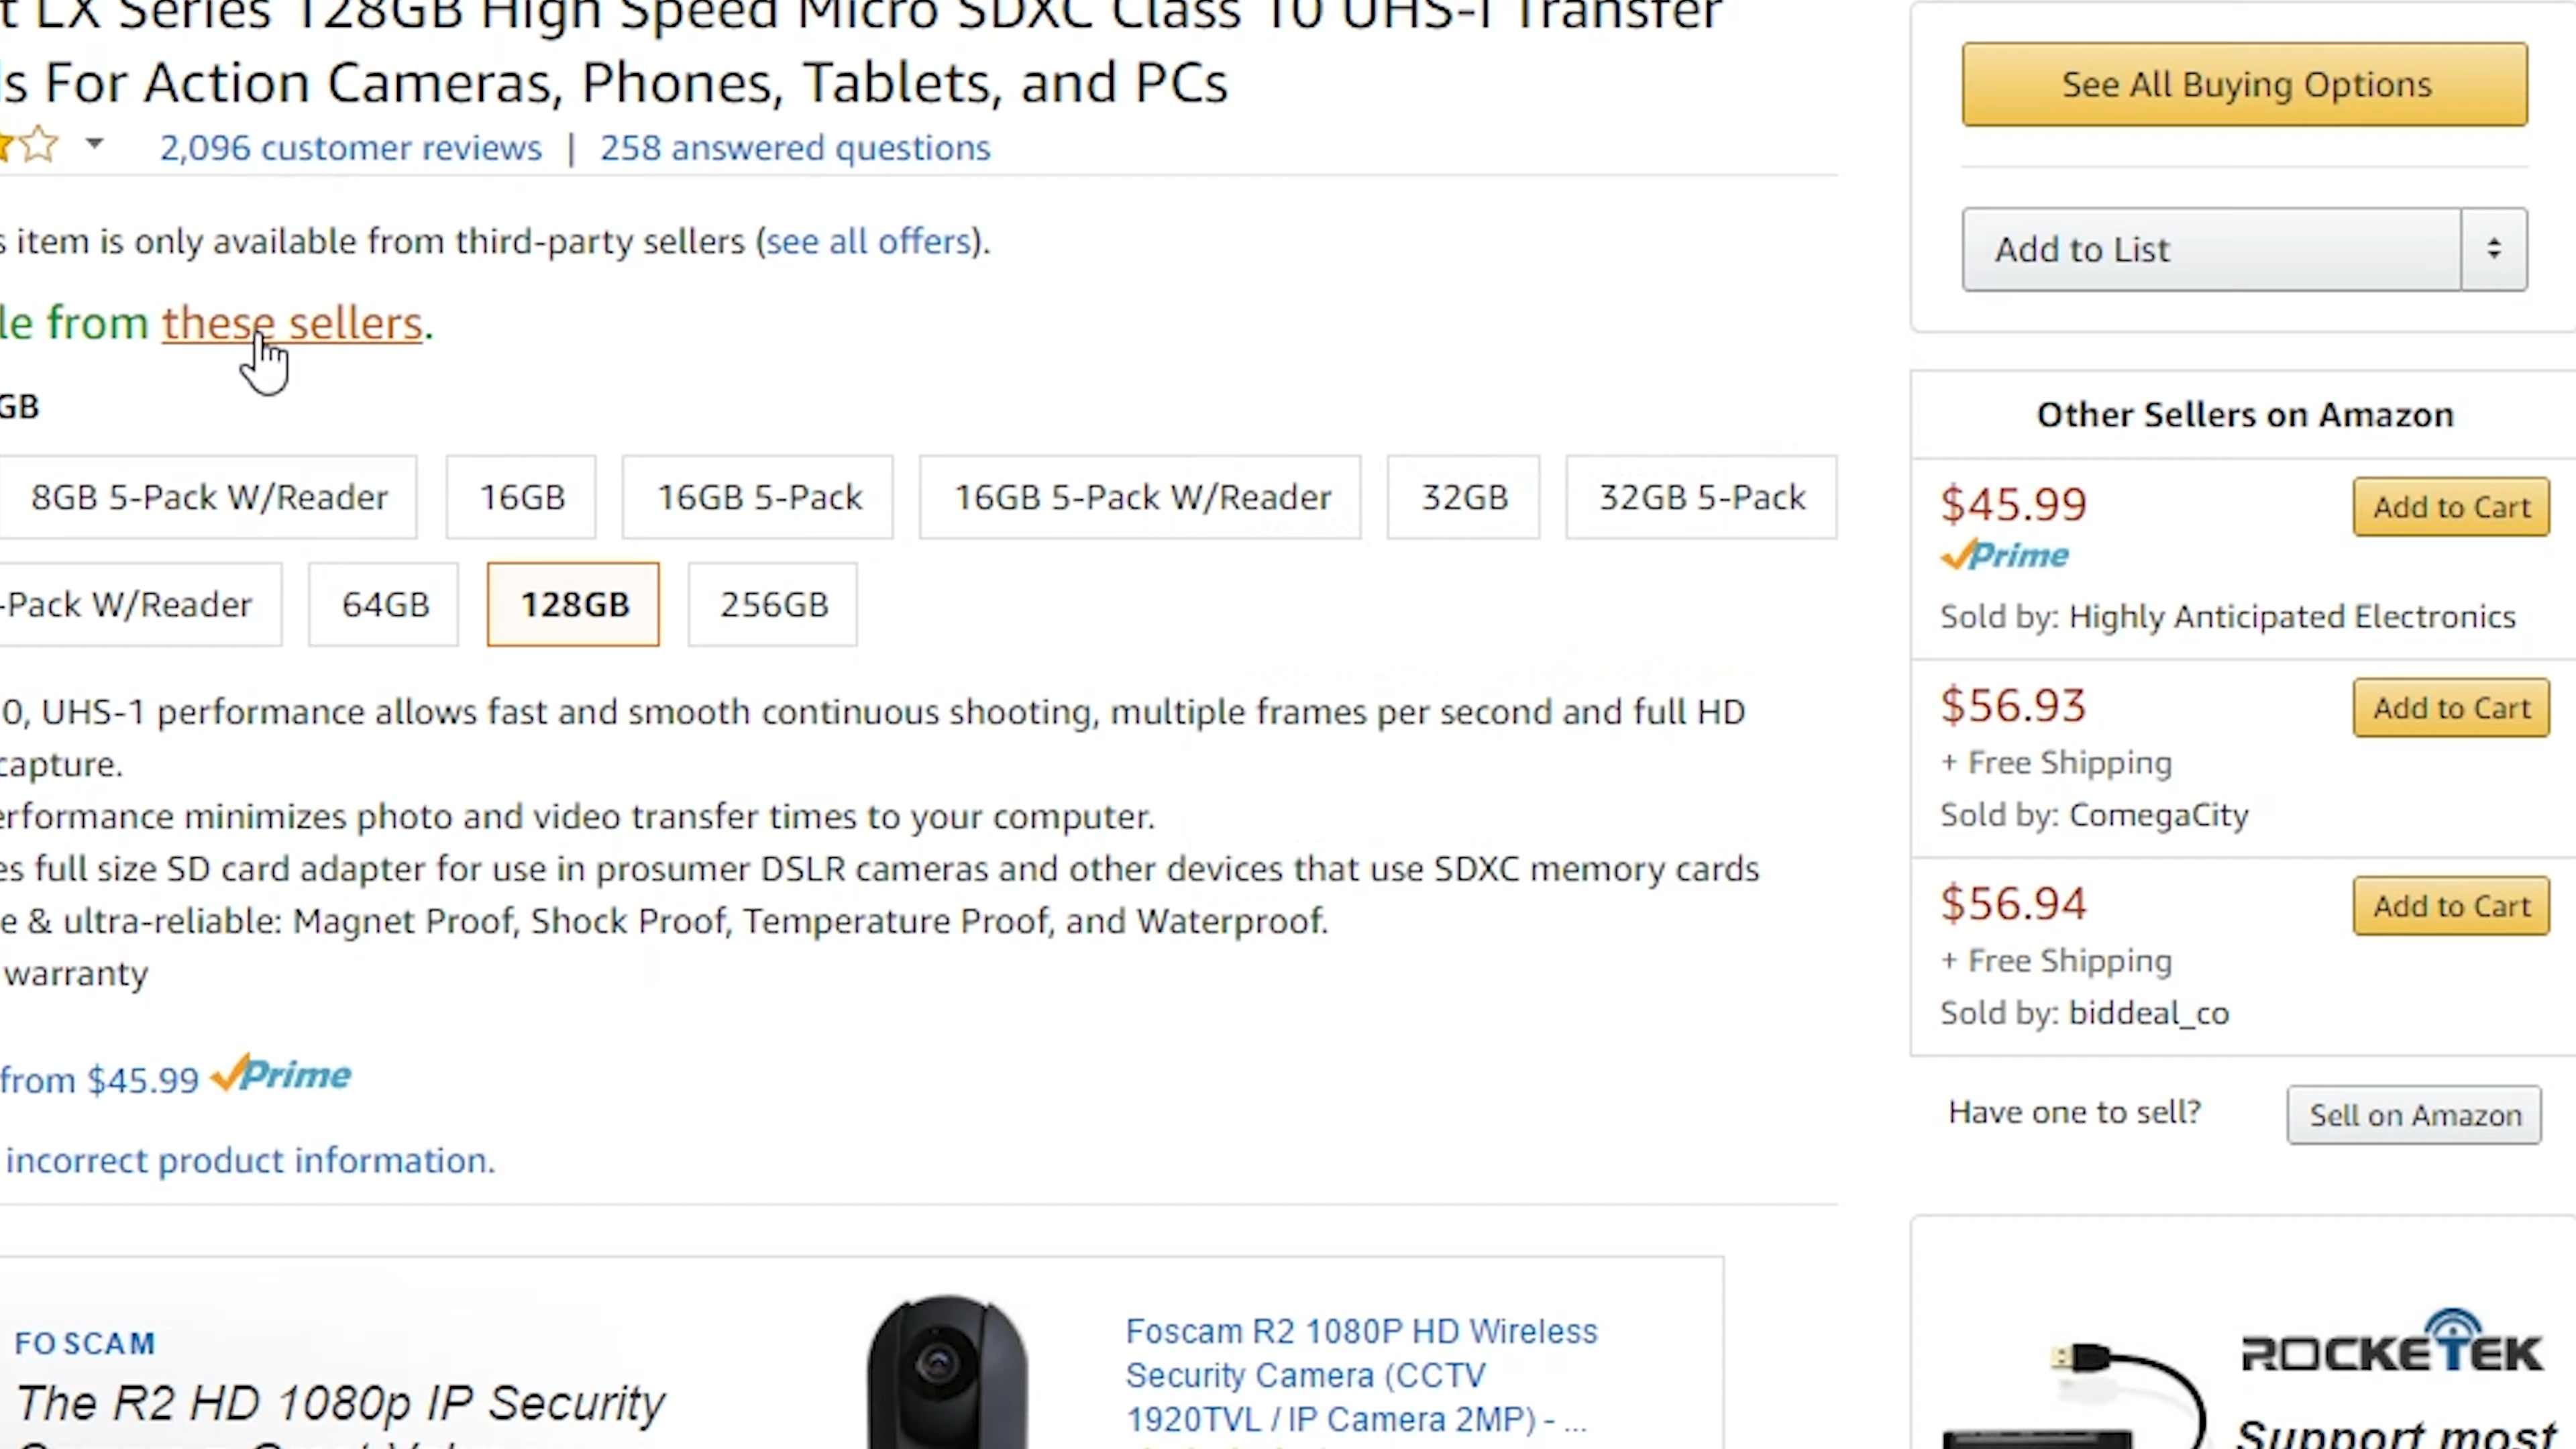 t LX Series 128GB High Speed Micro SDXC Class 10 UHS-I Transfer
s For Action Cameras, Phones, Tablets, and PCs
2,096 customer reviews | 258 answered questions
s item is only available from third-party sellers (see all offers).
le from these sellers.
GB
8GB 5-Pack W/Reader 16GB 16GB 5-Pack 16GB 5-Pack W/Reader 32GB 32GB 5-Pack
-Pack W/Reader 64GB 128GB 256GB
0, UHS-1 performance allows fast and smooth continuous shooting, multiple frames per second and full HD
capture.
erformance minimizes photo and video transfer times to your computer.
es full size SD card adapter for use in prosumer DSLR cameras and other devices that use SDXC memory cards
e & ultra-reliable: Magnet Proof, Shock Proof, Temperature Proof, and Waterproof.
warranty
from $45.99 Prime
incorrect product information.
FOSCAM
The R2 HD 1080p IP Security
Foscam R2 1080P HD Wireless
Security Camera (CCTV
1920TVL / IP Camera 2MP) - ...
See All Buying Options
Add to List
Other Sellers on Amazon
$45.99 Add to Cart
Prime
Sold by: Highly Anticipated Electronics
$56.93 Add to Cart
+ Free Shipping
Sold by: ComegaCity
$56.94 Add to Cart
+ Free Shipping
Sold by: biddeal_co
Have one to sell? Sell on Amazon
ROCKETEK
Support most